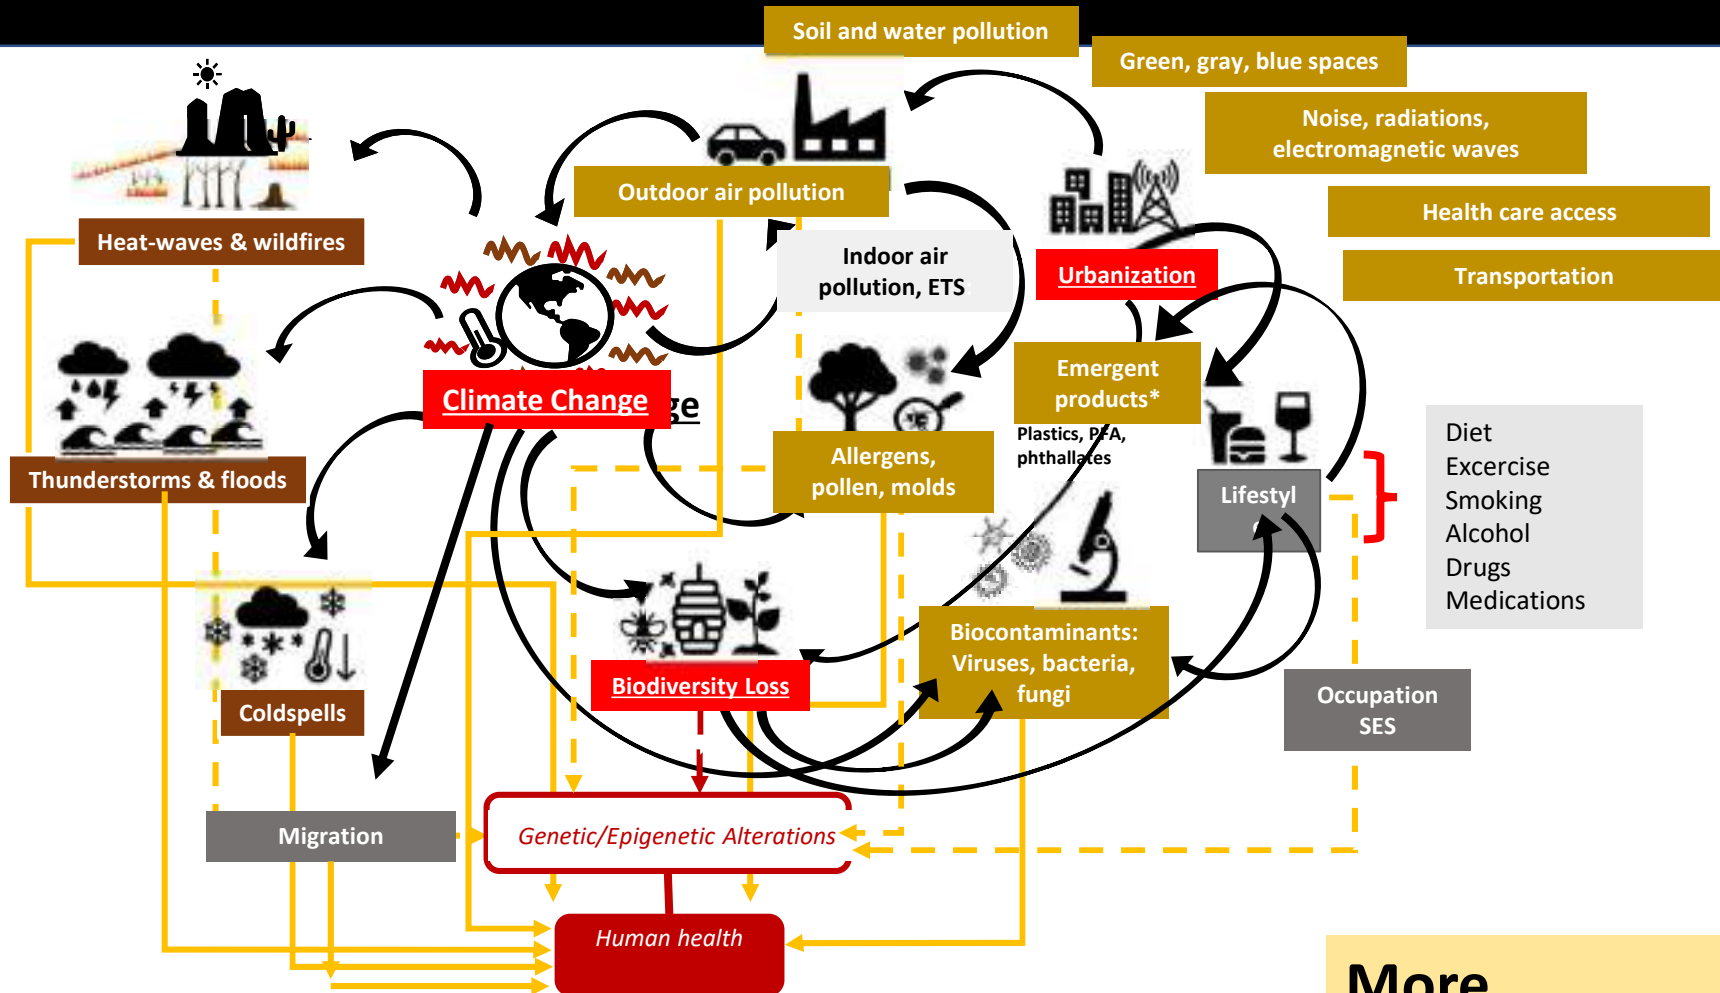 Soil and water pollution
Green, gray, blue spaces
Noise, radiations,
electromagnetic waves
Outdoor air pollution
Health care access
Heat-waves & wildfires
Indoor air
pollution, ETS
Urbanization
Transportation
Emergent
products*
Plastics, PFA,
phthallates
Climate Change
ge
Allergens,
pollen, molds
Thunderstorms & floods
Lifestyl
Diet
Excercise
Smoking
Alcohol
Drugs
Medications
Biocontaminants:
Viruses, bacteria,
fungi
Biodiversity Loss
Coldspells
Occupation
SES
Migration
Genetic/Epigenetic Alterations
Human health
More